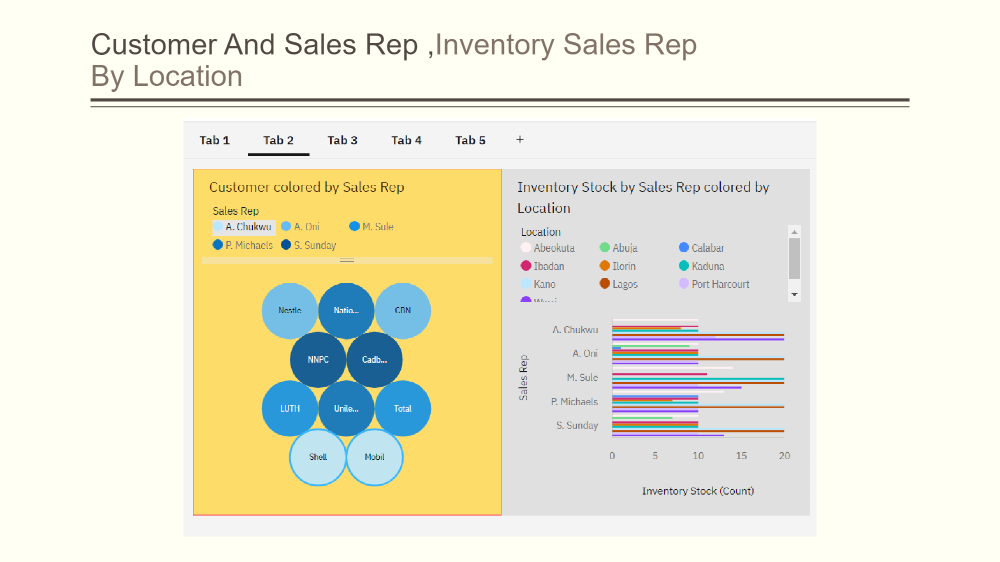 Customer And Sales Rep ,Inventory Sales Rep
By Location
Tab 1 Tab 2 Tab 3 Tab 4 Tab 5 +
Customer colored by Sales Rep
Sales Rep
A. Chukwu A. Oni M. Sule
P. Michaels S. Sunday
Nestle Natio... CBN
NNPC Cadb...
LUTH Unile... Total
Shell Mobil
Inventory Stock by Sales Rep colored by
Location
Location
Abeokuta Abuja Calabar
Ibadan Ilorin Kaduna
Kano Lagos Port Harcourt
Sales Rep
A. Chukwu
A. Oni
M. Sule
P. Michaels
S. Sunday
0 5 10 15 20
Inventory Stock (Count)